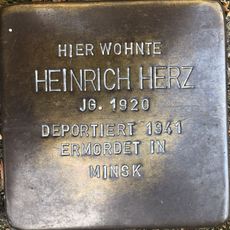 HIER WOHNTE
HEINRICH HERZ
JG. 1920
DEPORTIERT 1941
ERMORDET IN
MINSK